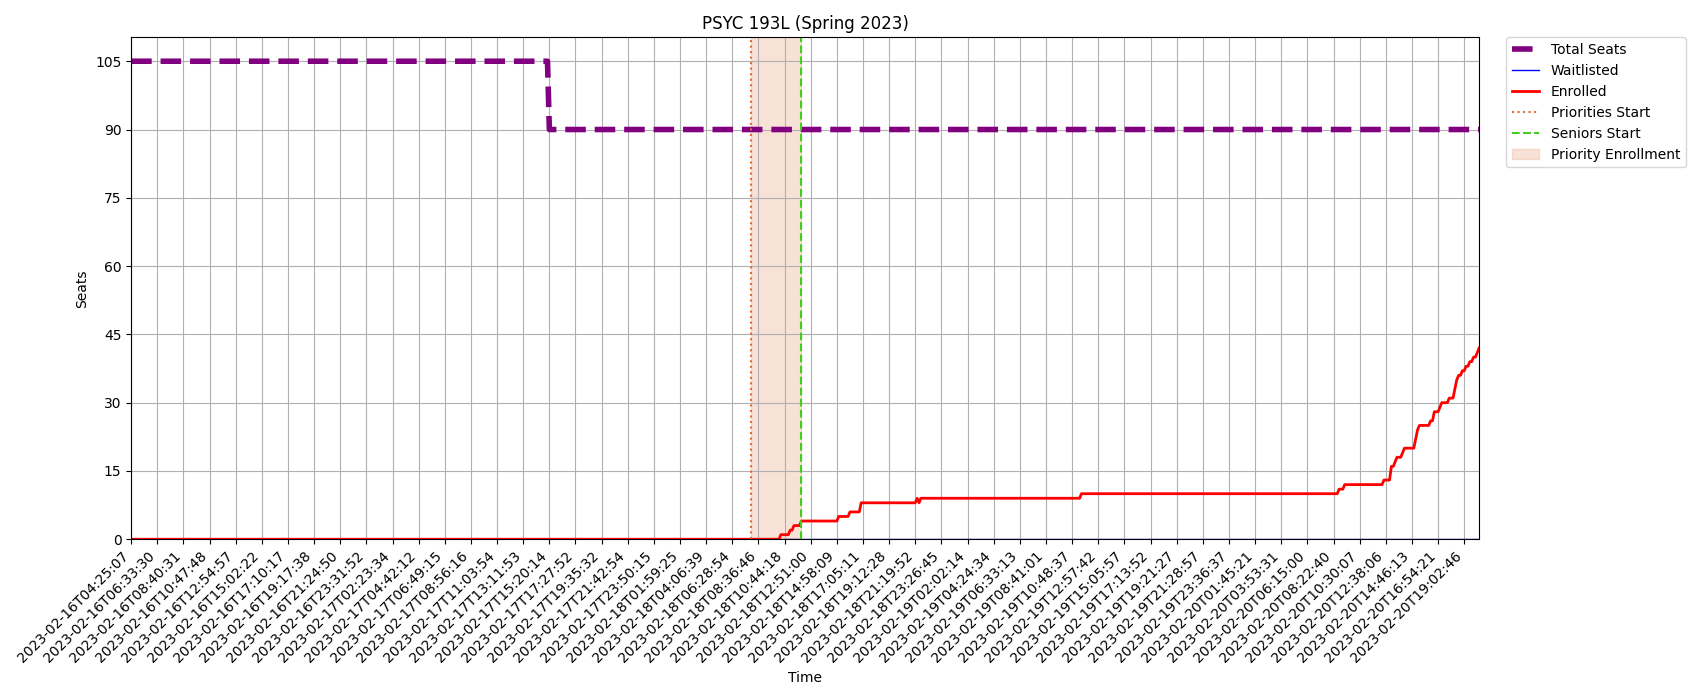 PSYC 193L (Spring 2023)
Total Seats
Waitlisted
Enrolled
Priorities Start
Seniors Start
Priority Enrollment
Seats
105
90
75
60
45
30
15
0
2023-02-16T04:25:07
2023-02-16T06:33:30
2023-02-16T08:40:31
2023-02-16T10:47:48
2023-02-16T12:54:57
2023-02-16T15:02:22
2023-02-16T17:10:17
2023-02-16T19:17:38
2023-02-16T21:24:50
2023-02-16T23:31:52
2023-02-17T02:23:34
2023-02-17T04:42:12
2023-02-17T06:49:15
2023-02-17T08:56:16
2023-02-17T11:03:54
2023-02-17T13:11:53
2023-02-17T15:20:14
2023-02-17T17:27:52
2023-02-17T19:35:32
2023-02-17T21:42:54
2023-02-17T23:50:15
2023-02-18T01:59:25
2023-02-18T04:06:39
2023-02-18T06:28:54
2023-02-18T08:36:46
2023-02-18T10:44:18
2023-02-18T12:51:00
2023-02-18T14:58:09
2023-02-18T17:05:11
2023-02-18T19:12:28
2023-02-18T21:19:52
2023-02-18T23:26:45
2023-02-19T02:02:14
2023-02-19T04:24:34
2023-02-19T06:33:13
2023-02-19T08:41:01
2023-02-19T10:48:37
2023-02-19T12:57:42
2023-02-19T15:05:57
2023-02-19T17:13:52
2023-02-19T19:21:27
2023-02-19T21:28:57
2023-02-19T23:36:37
2023-02-20T01:45:21
2023-02-20T03:53:31
2023-02-20T06:15:00
2023-02-20T08:22:40
2023-02-20T10:30:07
2023-02-20T12:38:06
2023-02-20T14:46:13
2023-02-20T16:54:21
2023-02-20T19:02:46
Time